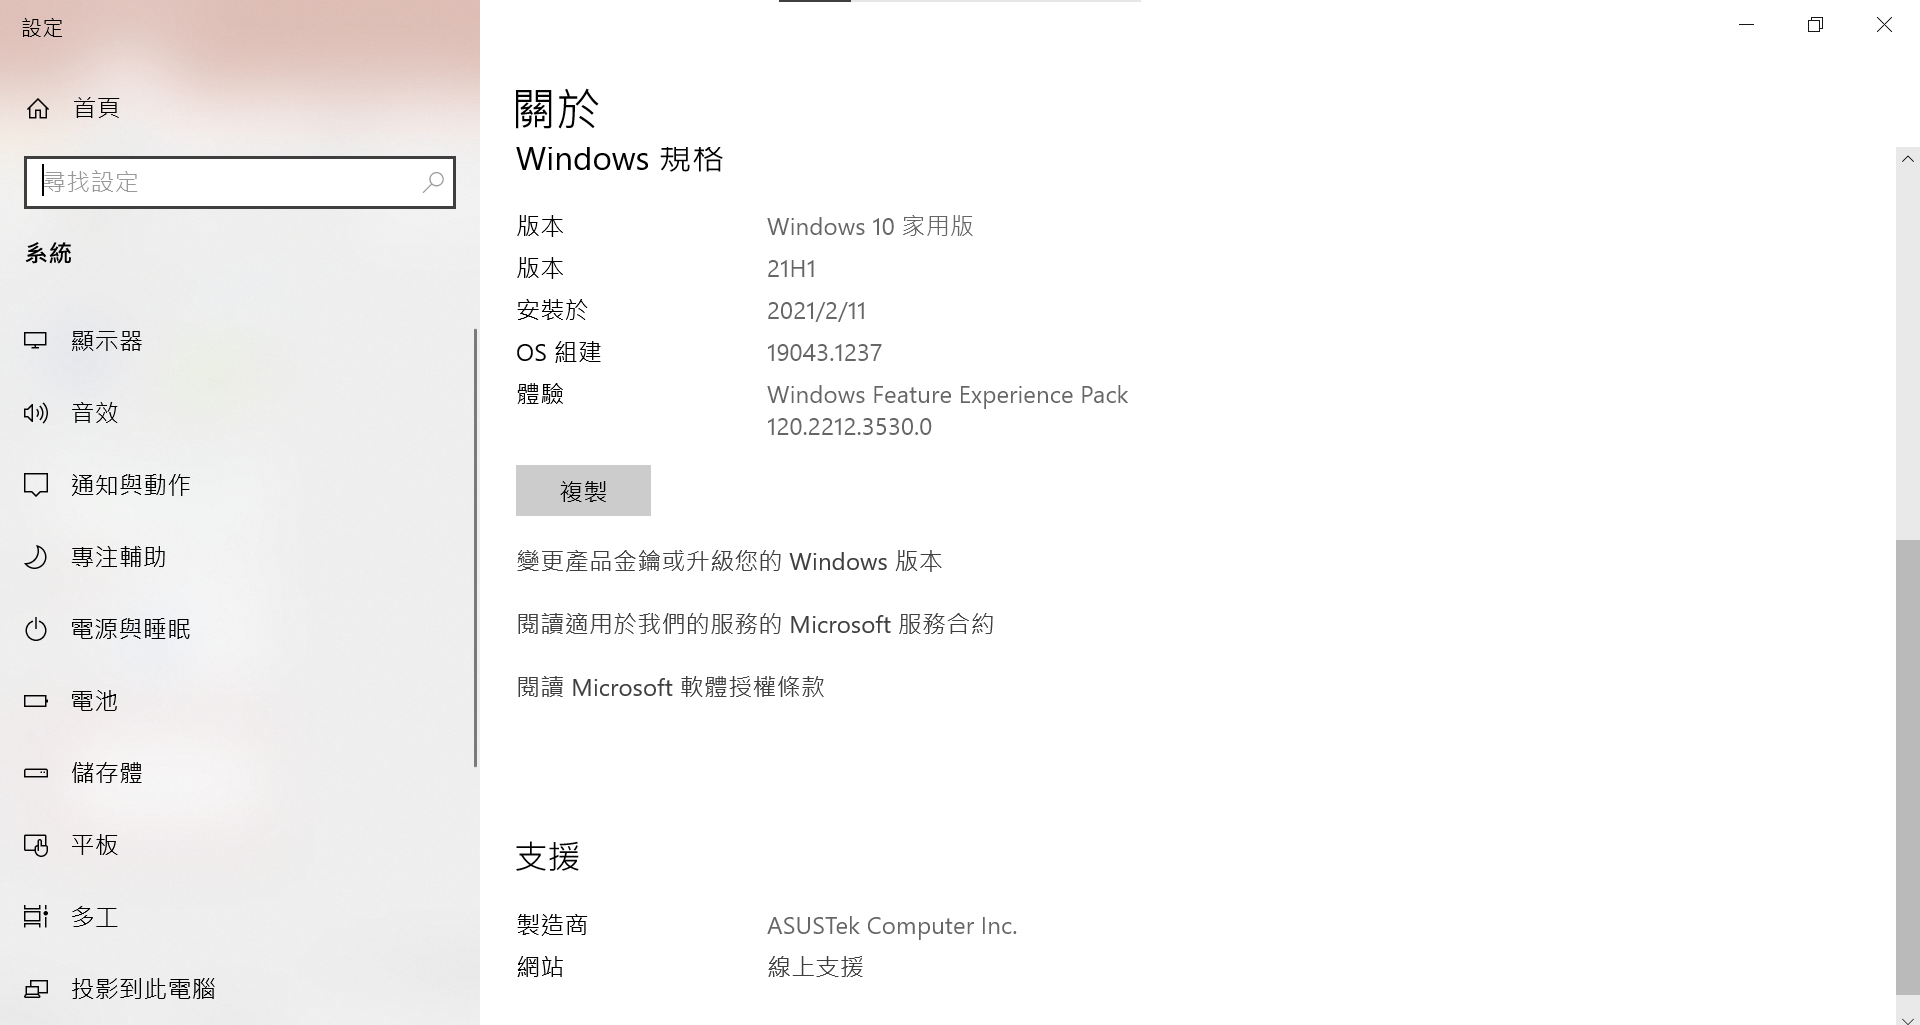 設定
首頁
尋找設定
系統
顯示器
音效
通知與動作
專注輔助
電源與睡眠
電池
儲存體
平板
多工
投影到此電腦
關於
Windows 規格
版本 Windows 10 家用版
版本 21H1
安裝於 2021/2/11
OS 組建 19043.1237
體驗 Windows Feature Experience Pack
120.2212.3530.0
複製
變更產品金鑰或升級您的 Windows 版本
閱讀適用於我們的服務的 Microsoft 服務合約
閱讀 Microsoft 軟體授權條款
支援
製造商 ASUSTek Computer Inc.
網站 線上支援